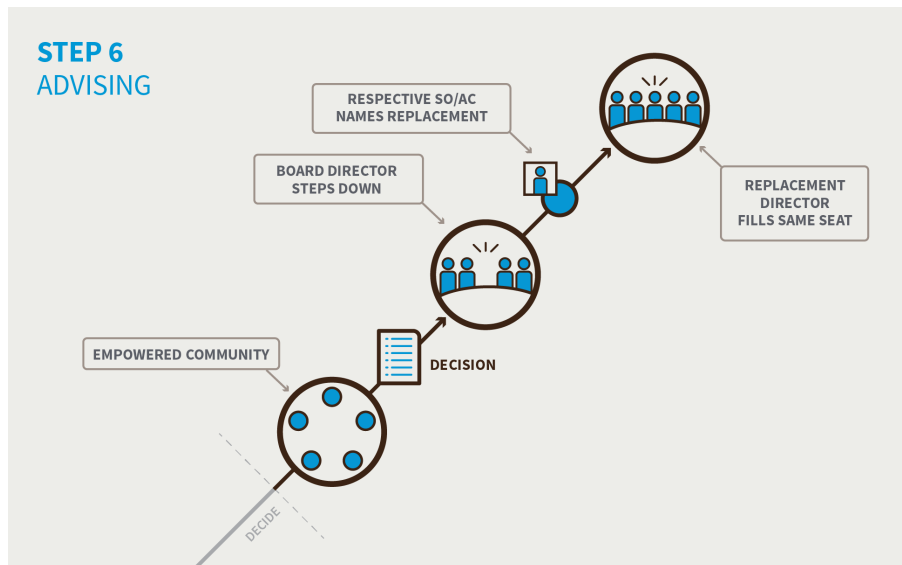 STEP 6
ADVISING
RESPECTIVE SO/AC
NAMES REPLACEMENT
BOARD DIRECTOR
STEPS DOWN
REPLACEMENT
DIRECTOR
FILLS SAME SEAT
EMPOWERED COMMUNITY
DECISION
DECIDE